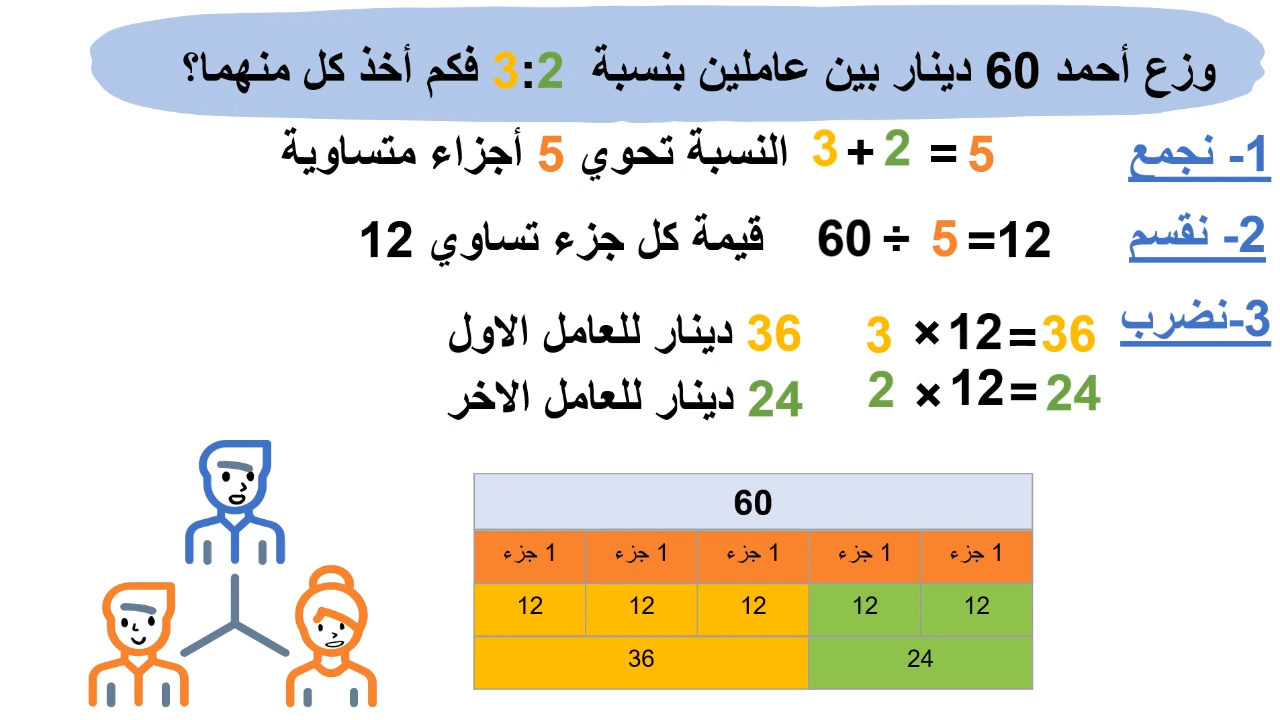 وزع أحمد 60 دينار بين عاملين بنسبة 3:2 فكم أخذ كل منهما؟
1- نجمع
3 + 2 = 5 النسبة تحوي 5 أجزاء متساوية
2- نقسم
60 ÷ 5 =12 قيمة كل جزء تساوي 12
3-نضرب
3 × 12 = 36 36 دينار للعامل الاول
2 × 12 = 24 24 دينار للعامل الاخر
60
1 جزء 1 جزء 1 جزء 1 جزء 1 جزء
12 12 12 12 12
36 24